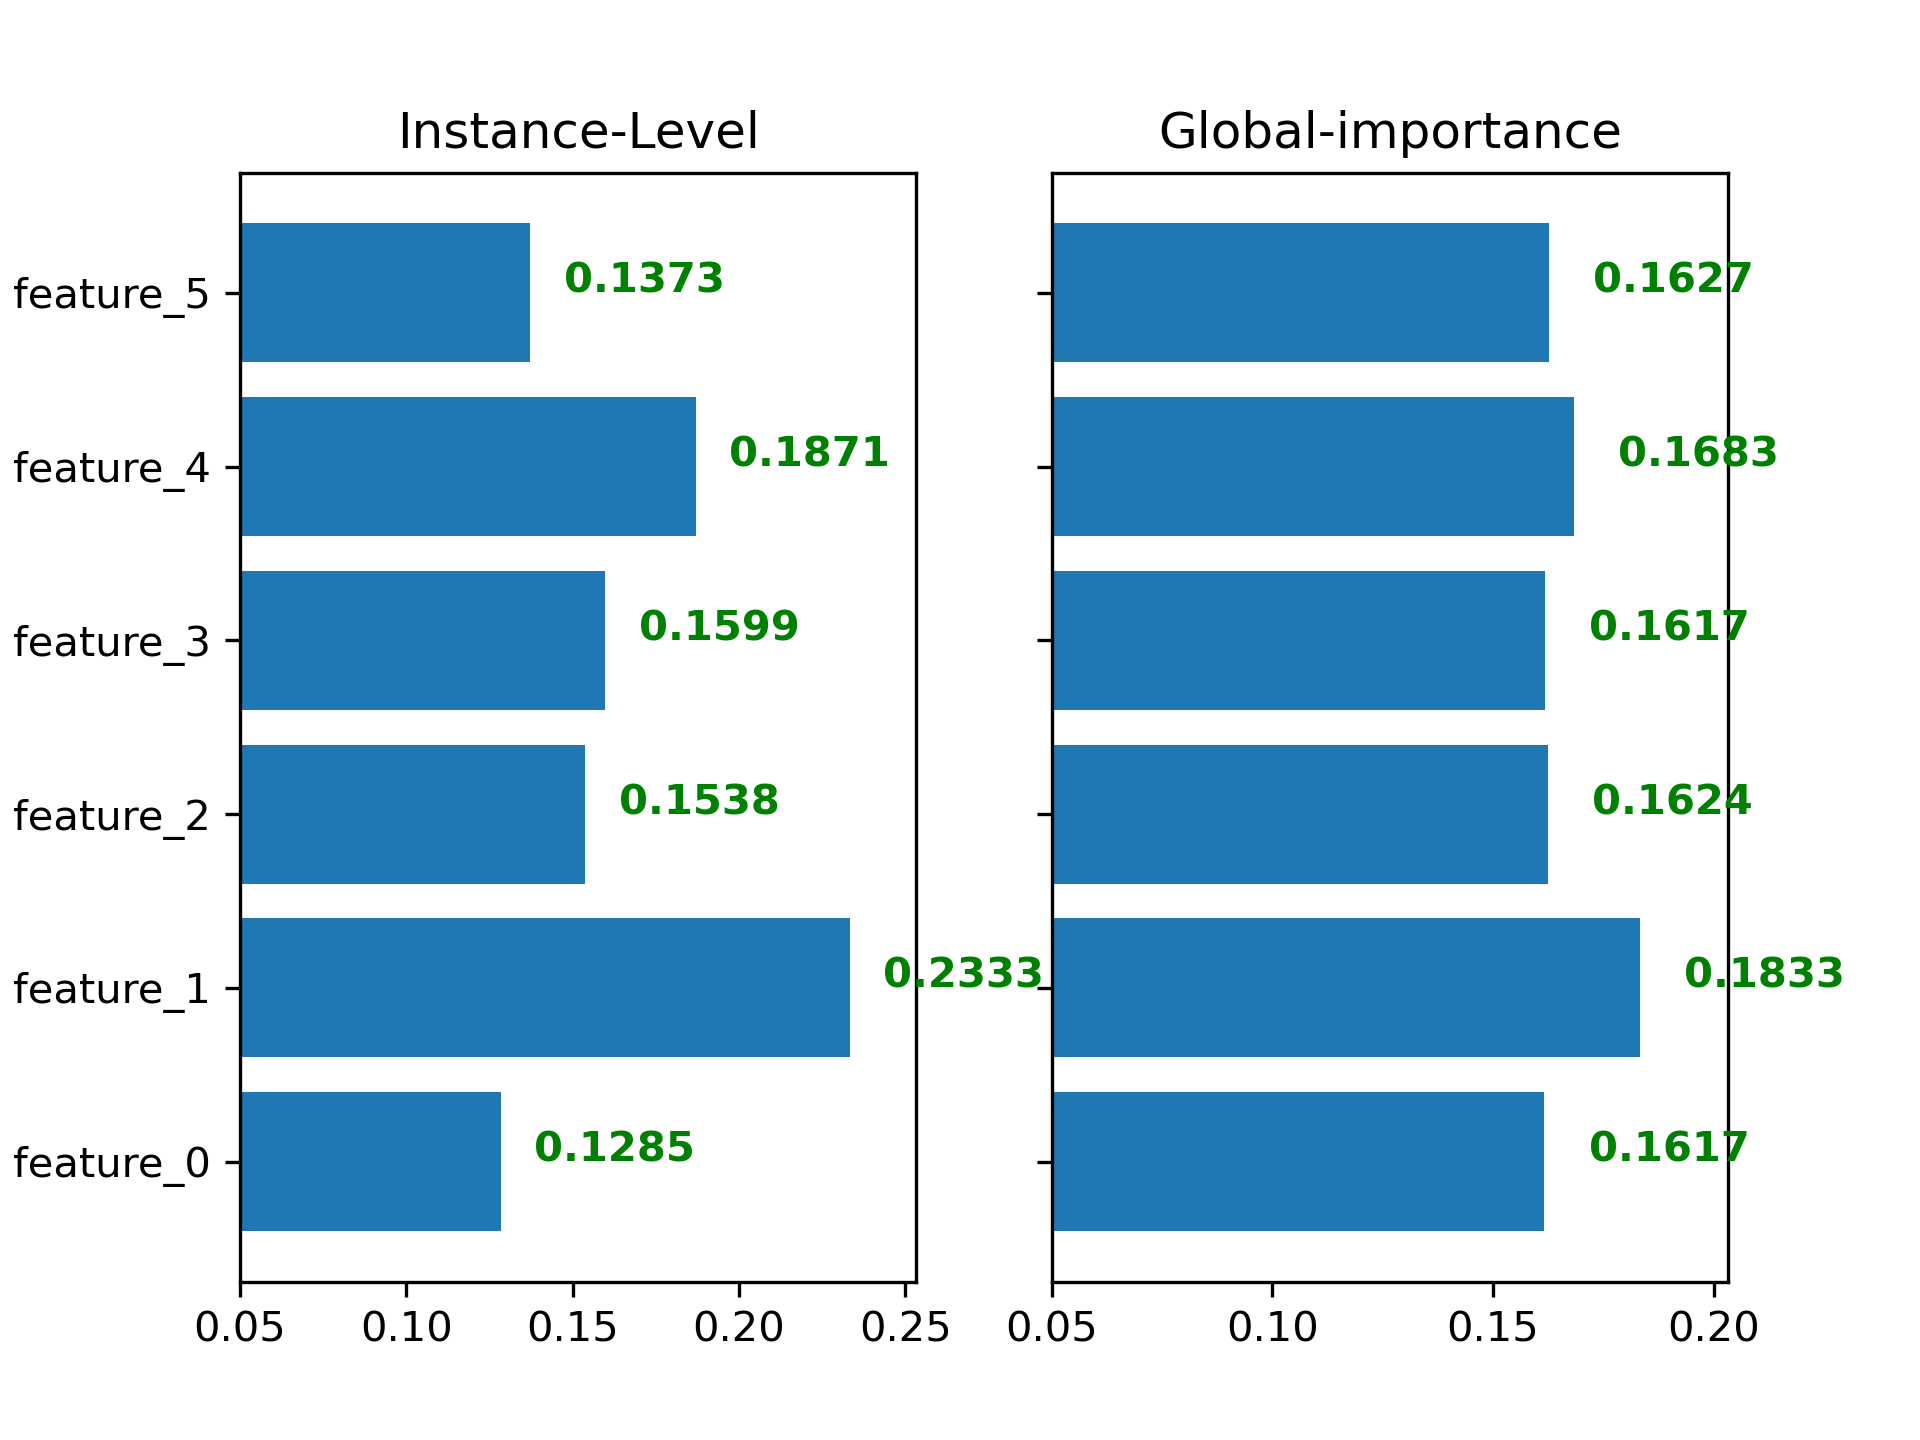 Instance-Level
Global-importance
feature_5
0.1373
0.1627
feature_4
0.1871
0.1683
feature_3
0.1599
0.1617
feature_2
0.1538
0.1624
feature_1
0.2333
0.1833
feature_0
0.1285
0.1617
0.05 0.10 0.15 0.20 0.25
0.05 0.10 0.15 0.20